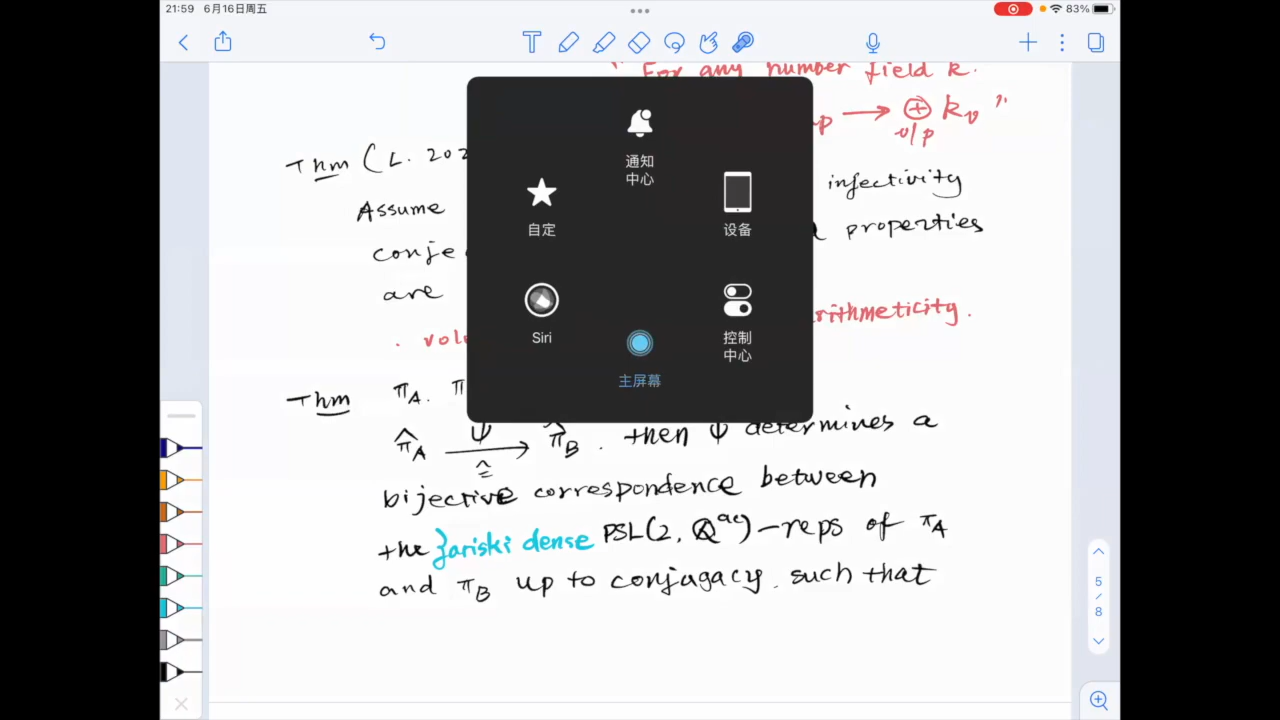 21:59 6月16日周五
83%
For any number field k.
p → ⊕ k_v "
v/p
Thm (L. 202
injectivity
Assume
properties
conje
are
rithmeticity.
. volu
Thm π_A. π
π̂_A —ψ→ ≅ π̂_B. then ψ determines a
bijective correspondence between
the Zariski dense PSL(2, Q^ac)-reps of π_A
and π_B up to conjugacy. such that
通知
中心
自定
设备
Siri
控制
中心
主屏幕
5
/
8